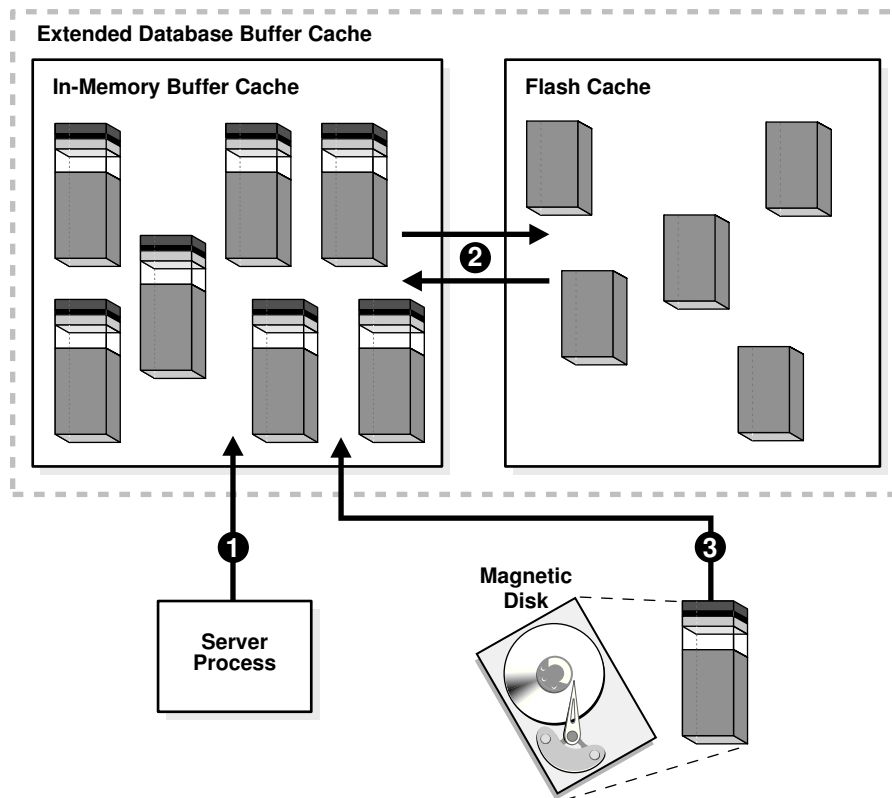 Extended Database Buffer Cache
In-Memory Buffer Cache
Flash Cache
2
1
3
Magnetic
Disk
Server
Process